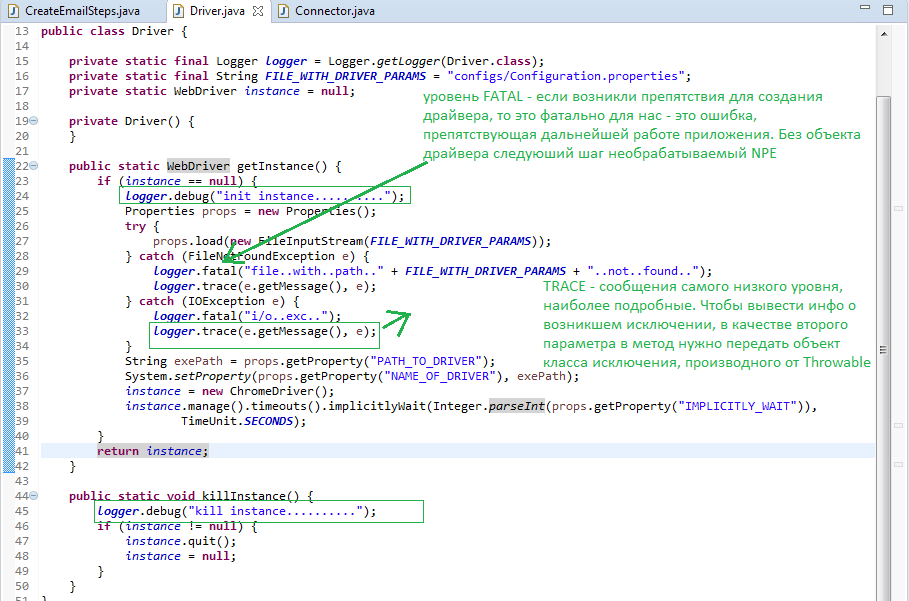 CreateEmailSteps.java Driver.java Connector.java
13 public class Driver {
14
15 private static final Logger logger = Logger.getLogger(Driver.class);
16 private static final String FILE_WITH_DRIVER_PARAMS = "configs/Configuration.properties";
17 private static WebDriver instance = null;
18
19 private Driver() {
20 }
21
22 public static WebDriver getInstance() {
23 if (instance == null) {
24 logger.debug("init instance..........");
25 Properties props = new Properties();
26 try {
27 props.load(new FileInputStream(FILE_WITH_DRIVER_PARAMS));
28 } catch (FileNotFoundException e) {
29 logger.fatal("file..with..path.." + FILE_WITH_DRIVER_PARAMS + "..not..found..");
30 logger.trace(e.getMessage(), e);
31 } catch (IOException e) {
32 logger.fatal("i/o..exc..");
33 logger.trace(e.getMessage(), e);
34 }
35 String exePath = props.getProperty("PATH_TO_DRIVER");
36 System.setProperty(props.getProperty("NAME_OF_DRIVER"), exePath);
37 instance = new ChromeDriver();
38 instance.manage().timeouts().implicitlyWait(Integer.parseInt(props.getProperty("IMPLICITLY_WAIT")),
39 TimeUnit.SECONDS);
40 }
41 return instance;
42 }
43
44 public static void killInstance() {
45 logger.debug("kill instance..........");
46 if (instance != null) {
47 instance.quit();
48 instance = null;
49 }
50 }
51 }
уровень FATAL - если возникли препятствия для создания
драйвера, то это фатально для нас - это ошибка,
препятствующая дальнейшей работе приложения. Без объекта
драйвера следуюший шаг необрабатываемый NPE
TRACE - сообщения самого низкого уровня,
наиболее подробные. Чтобы вывести инфо о
возникшем исключении, в качестве второго
параметра в метод нужно передать объект
класса исключения, производного от Throwable